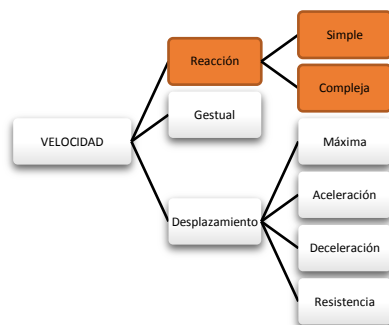 VELOCIDAD
Reacción
Simple
Compleja
Gestual
Desplazamiento
Máxima
Aceleración
Deceleración
Resistencia